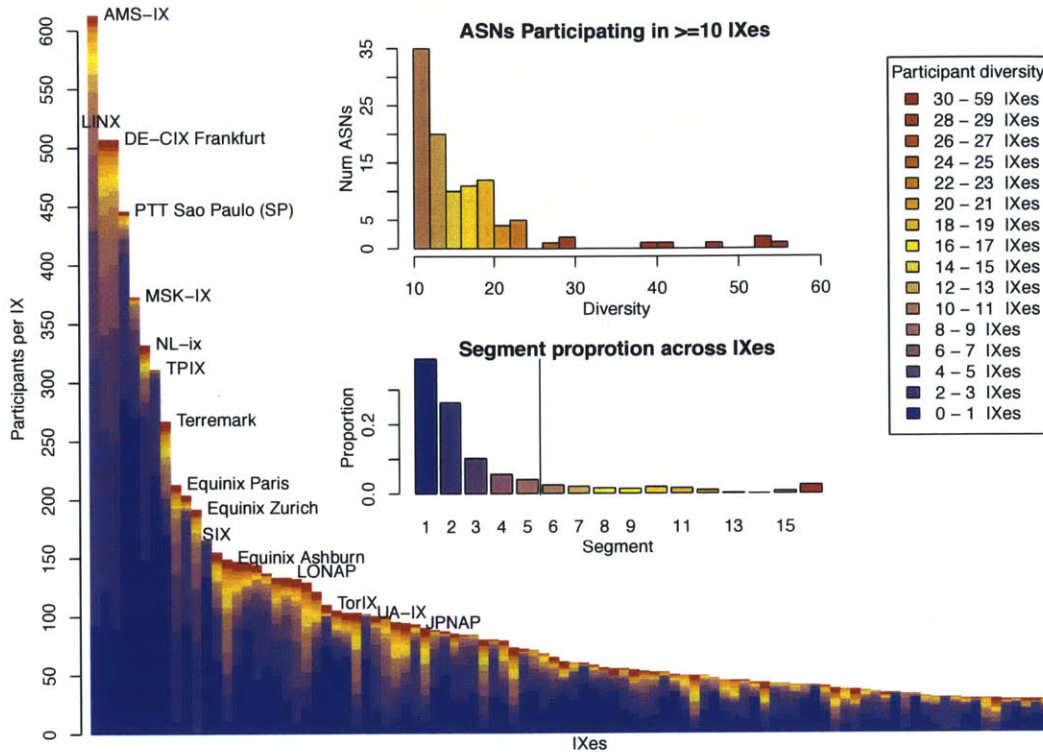 ASNs Participating in >=10 IXes
Num ASNs
35
25
15
5
0
10 20 30 40 50 60
Diversity
Segment proprotion across IXes
Proportion
0.2
0.0
1 2 3 4 5 6 7 8 9 11 13 15
Segment
Participant diversity
30 – 59 IXes
28 – 29 IXes
26 – 27 IXes
24 – 25 IXes
22 – 23 IXes
20 – 21 IXes
18 – 19 IXes
16 – 17 IXes
14 – 15 IXes
12 – 13 IXes
10 – 11 IXes
8 – 9 IXes
6 – 7 IXes
4 – 5 IXes
2 – 3 IXes
0 – 1 IXes
Participants per IX
600
550
500
450
400
350
300
250
200
150
100
50
0
AMS–IX
LINX
DE–CIX Frankfurt
PTT Sao Paulo (SP)
MSK–IX
NL–ix
TPIX
Terremark
Equinix Paris
Equinix Zurich
SIX
Equinix Ashburn
LONAP
TorIX
UA–IX
JPNAP
IXes